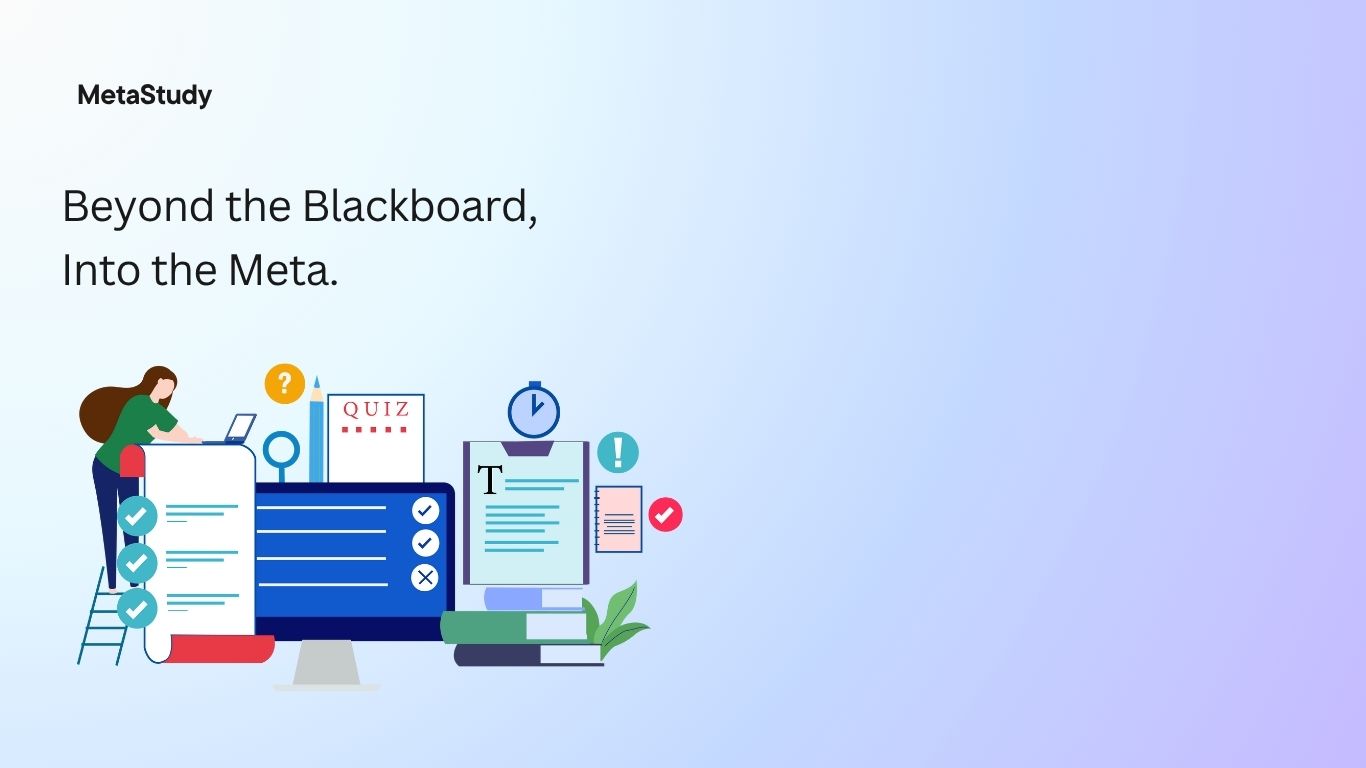 MetaStudy
Beyond the Blackboard,
Into the Meta.
?
QUIZ
T
!